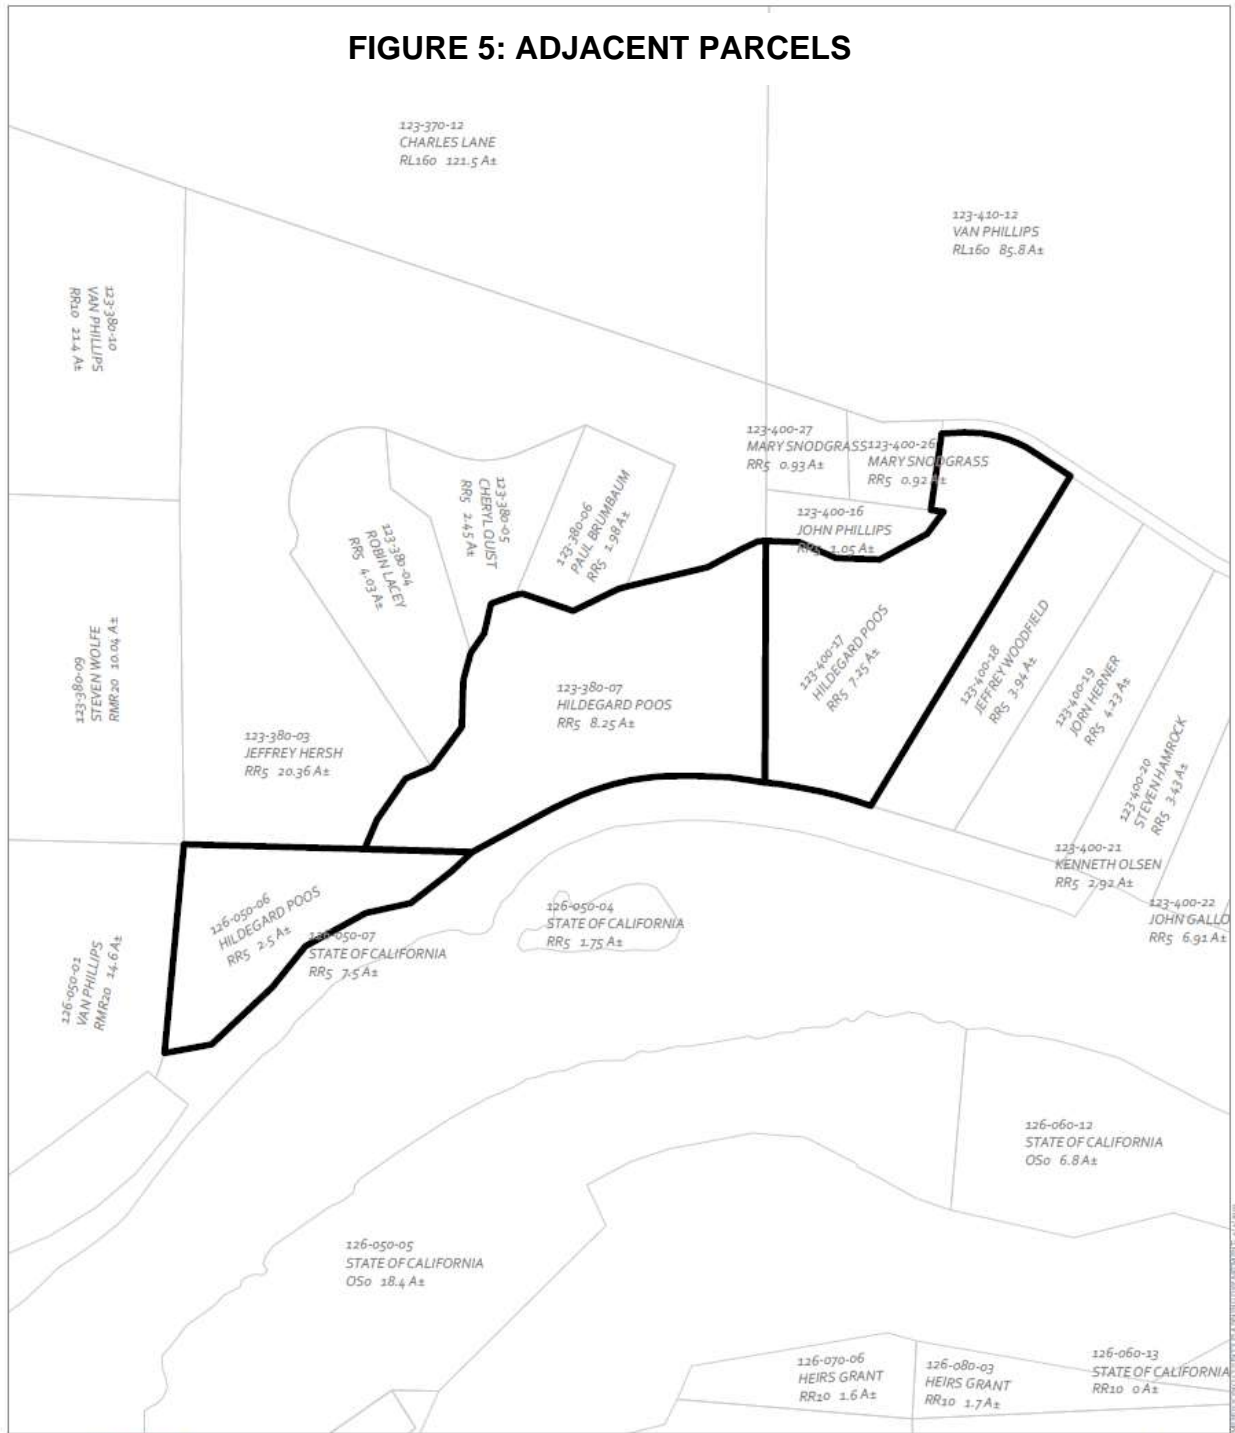 FIGURE 5: ADJACENT PARCELS
123-370-12
CHARLES LANE
RL160 121.5 A±
123-410-12
VAN PHILLIPS
RL160 85.8 A±
123-380-10
VAN PHILLIPS
RR10 21.4 A±
123-400-27
MARY SNODGRASS
RR5 0.93 A±
123-400-26
MARY SNODGRASS
RR5 0.92 A±
123-380-05
CHERYL QUIST
RR5 2.45 A±
123-380-06
PAUL BRUMBAUM
RR5 1.98 A±
123-400-16
JOHN PHILLIPS
RR5 1.05 A±
123-380-04
ROBIN LACEY
RR5 4.03 A±
123-380-09
STEVEN WOLFE
RMR20 10.04 A±
123-380-07
HILDEGARD POOS
RR5 8.25 A±
123-400-17
HILDEGARD POOS
RR5 7.25 A±
123-400-18
JEFFREY WOODFIELD
RR5 3.94 A±
123-400-19
JORN HERNER
RR5 4.23 A±
123-400-20
STEVEN HAMROCK
RR5 3.43 A±
123-380-03
JEFFREY HERSH
RR5 20.36 A±
123-400-21
KENNETH OLSEN
RR5 2.92 A±
123-400-22
JOHN GALLO
RR5 6.91 A±
126-050-06
HILDEGARD POOS
RR5 2.5 A±
126-050-04
STATE OF CALIFORNIA
RR5 1.75 A±
126-050-07
STATE OF CALIFORNIA
RR5 7.5 A±
126-050-01
VAN PHILLIPS
RMR20 14.6 A±
126-060-12
STATE OF CALIFORNIA
OS0 6.8 A±
126-050-05
STATE OF CALIFORNIA
OS0 18.4 A±
126-070-06
HEIRS GRANT
RR10 1.6 A±
126-080-03
HEIRS GRANT
RR10 1.7 A±
126-060-13
STATE OF CALIFORNIA
RR10 0 A±